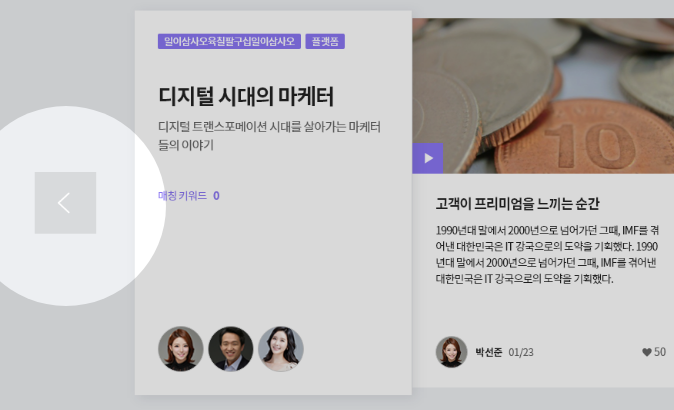 일이삼사오육칠팔구십일이삼사오 플랫폼
디지털 시대의 마케터
디지털 트랜스포메이션 시대를 살아가는 마케터
들의 이야기
매칭 키워드 0
10
고객이 프리미엄을 느끼는 순간
1990년대 말에서 2000년으로 넘어가던 그때, IMF를 겪
어낸 대한민국은 IT 강국으로의 도약을 기획했다. 1990
년대 말에서 2000년으로 넘어가던 그때, IMF를 겪어낸
대한민국은 IT 강국으로의 도약을 기획했다.
박선준 01/23 50